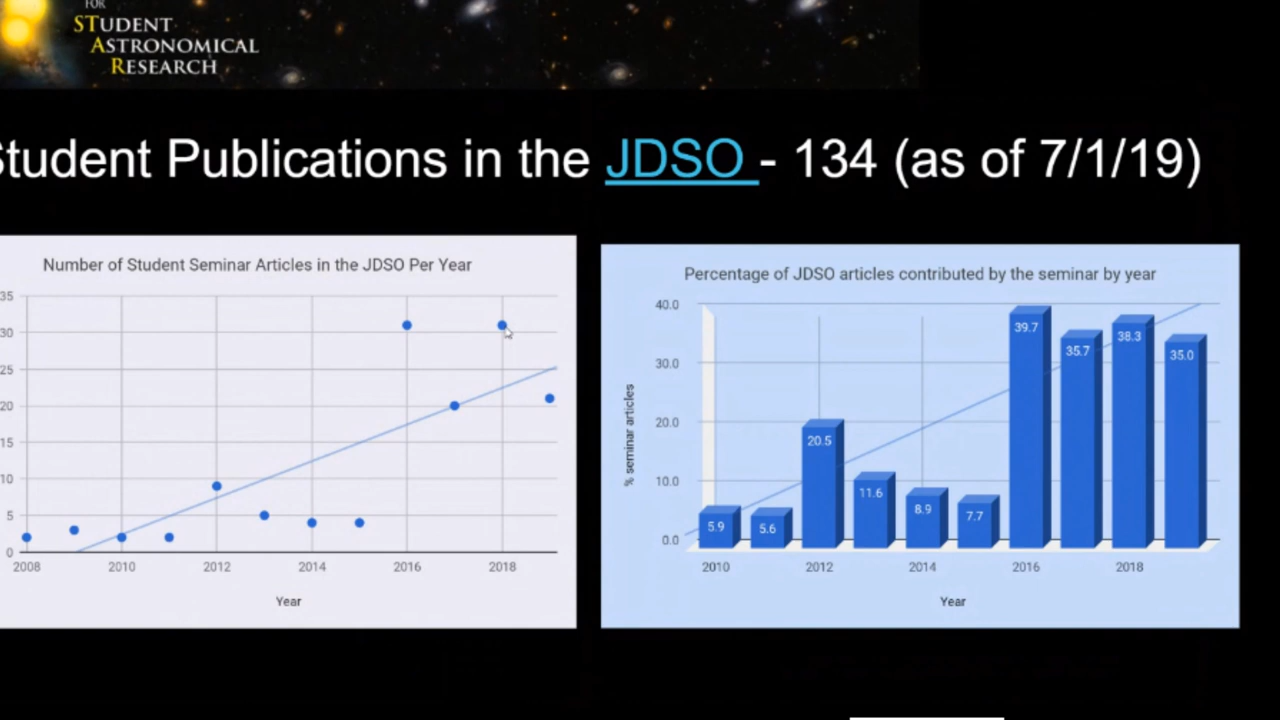 FOR
STUDENT
ASTRONOMICAL
RESEARCH
Student Publications in the JDSO - 134 (as of 7/1/19)
Number of Student Seminar Articles in the JDSO Per Year
35
30
25
20
15
10
5
0
2008 2010 2012 2014 2016 2018
Year
Percentage of JDSO articles contributed by the seminar by year
% seminar articles
40.0
30.0
20.0
10.0
0.0
5.9 5.6 20.5 11.6 8.9 7.7 39.7 35.7 38.3 35.0
2010 2012 2014 2016 2018
Year